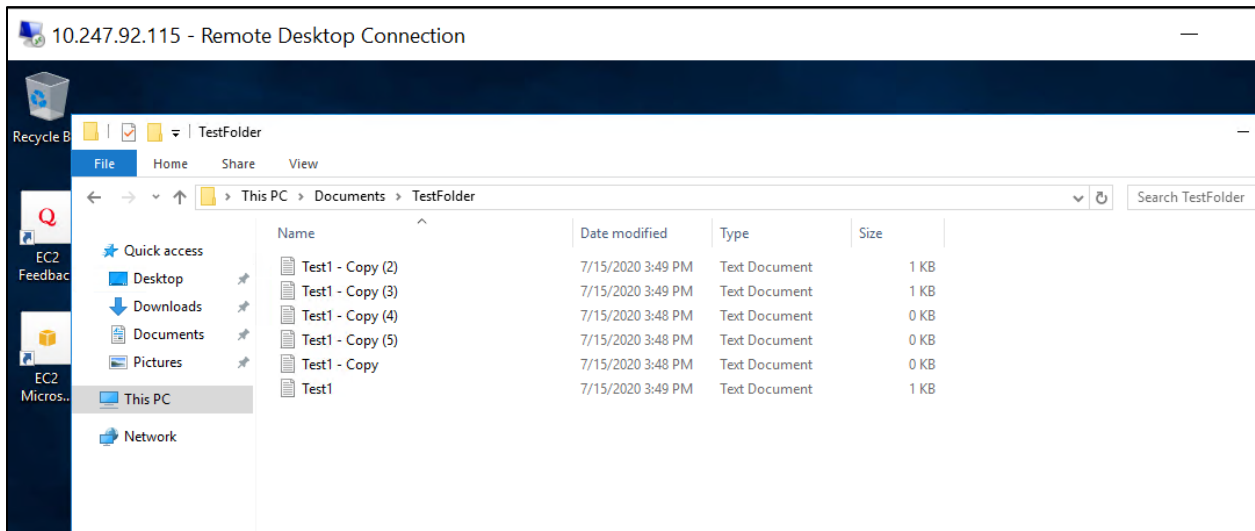 10.247.92.115 - Remote Desktop Connection
Recycle B
TestFolder
File Home Share View
This PC > Documents > TestFolder
Search TestFolder
Name Date modified Type Size
Q
EC2
Feedbac
Quick access
Desktop
Downloads
Documents
Pictures
This PC
Network
EC2
Micros..
Test1 - Copy (2) 7/15/2020 3:49 PM Text Document 1 KB
Test1 - Copy (3) 7/15/2020 3:49 PM Text Document 1 KB
Test1 - Copy (4) 7/15/2020 3:48 PM Text Document 0 KB
Test1 - Copy (5) 7/15/2020 3:48 PM Text Document 0 KB
Test1 - Copy 7/15/2020 3:48 PM Text Document 0 KB
Test1 7/15/2020 3:49 PM Text Document 1 KB